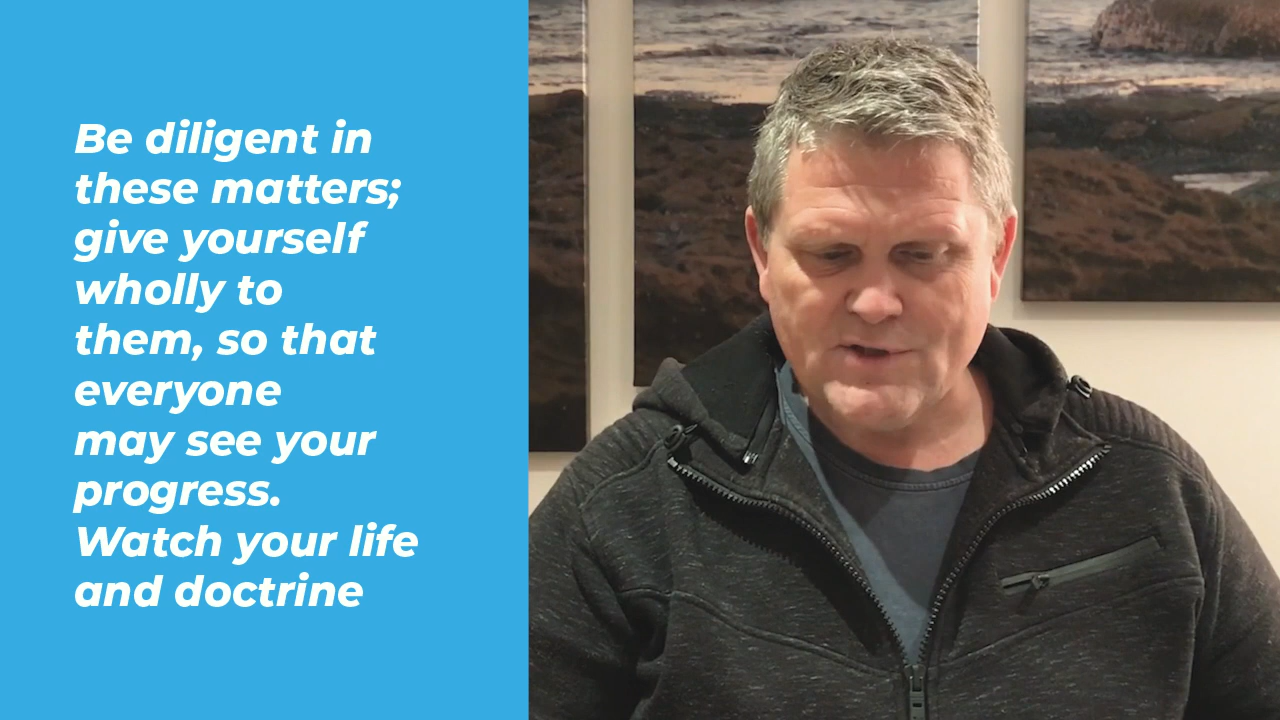 Be diligent in
these matters;
give yourself
wholly to
them, so that
everyone
may see your
progress.
Watch your life
and doctrine